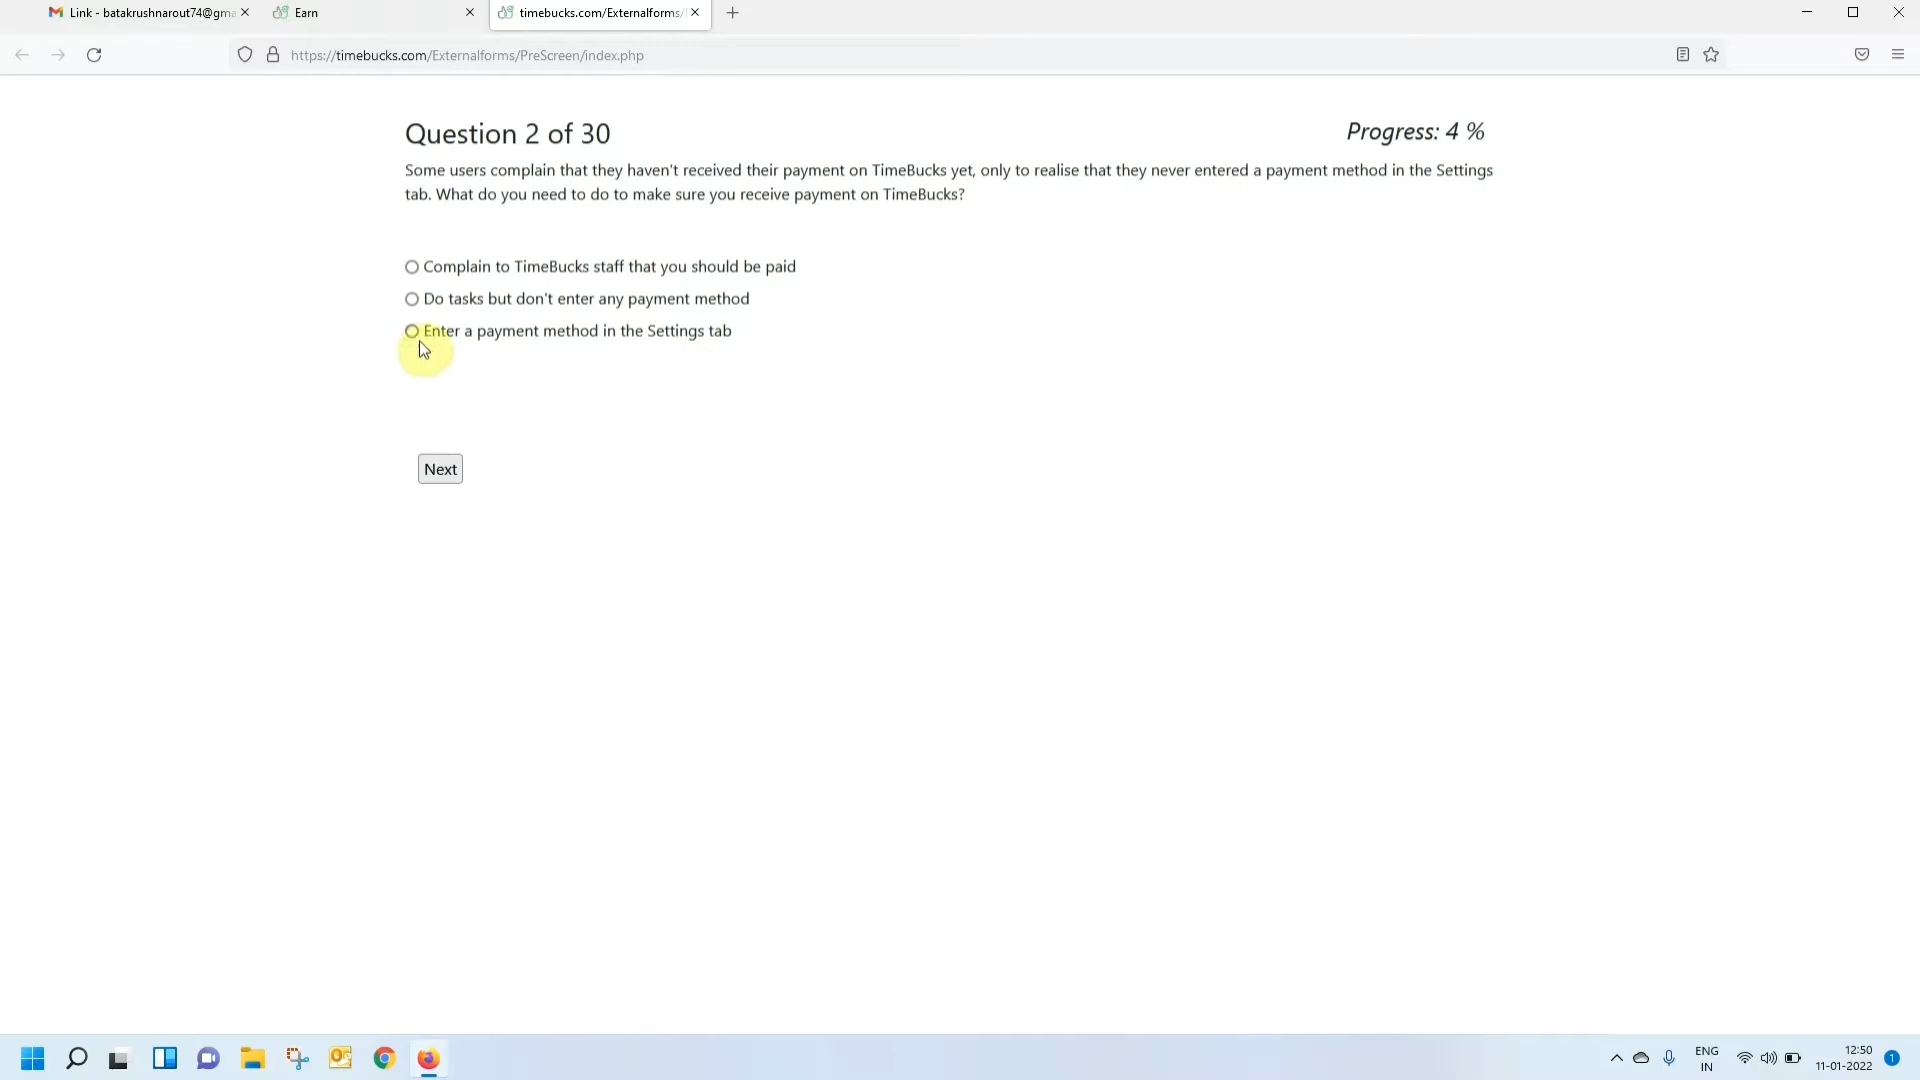 Link - batakrushnarout74@gma
Earn
timebucks.com/Externalforms/
https://timebucks.com/Externalforms/PreScreen/index.php
Question 2 of 30
Progress: 4 %
Some users complain that they haven't received their payment on TimeBucks yet, only to realise that they never entered a payment method in the Settings
tab. What do you need to do to make sure you receive payment on TimeBucks?
Complain to TimeBucks staff that you should be paid
Do tasks but don't enter any payment method
Enter a payment method in the Settings tab
Next
ENG
IN
12:50
11-01-2022
1